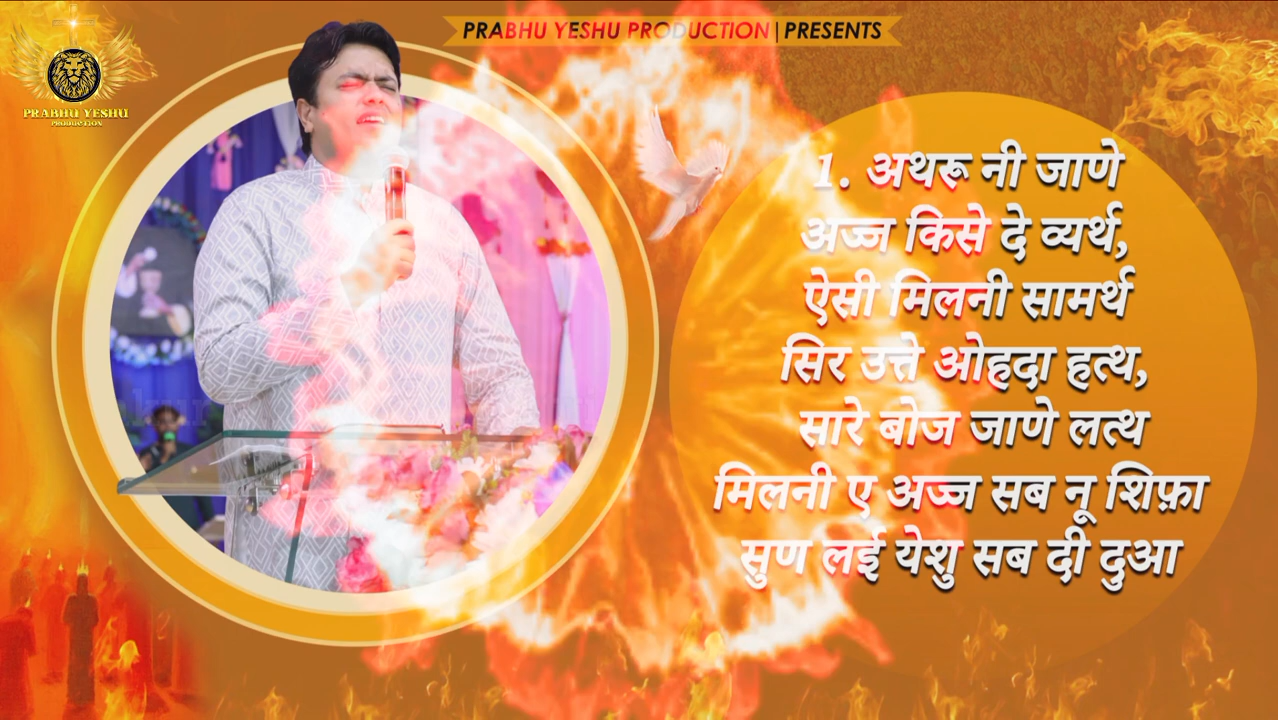 PRABHU YESHU PRODUCTION | PRESENTS
PRABHU YESHU
PRODUCTION
1. अथरू नी जाणे
अज्ज किसे दे व्यर्थ,
ऐसी मिलनी सामर्थ
सिर उत्ते ओहदा हत्थ,
सारे बोज जाणे लत्थ
मिलनी ए अज्ज सब नू शिफ़ा
सुण लई येशु सब दी दुआ